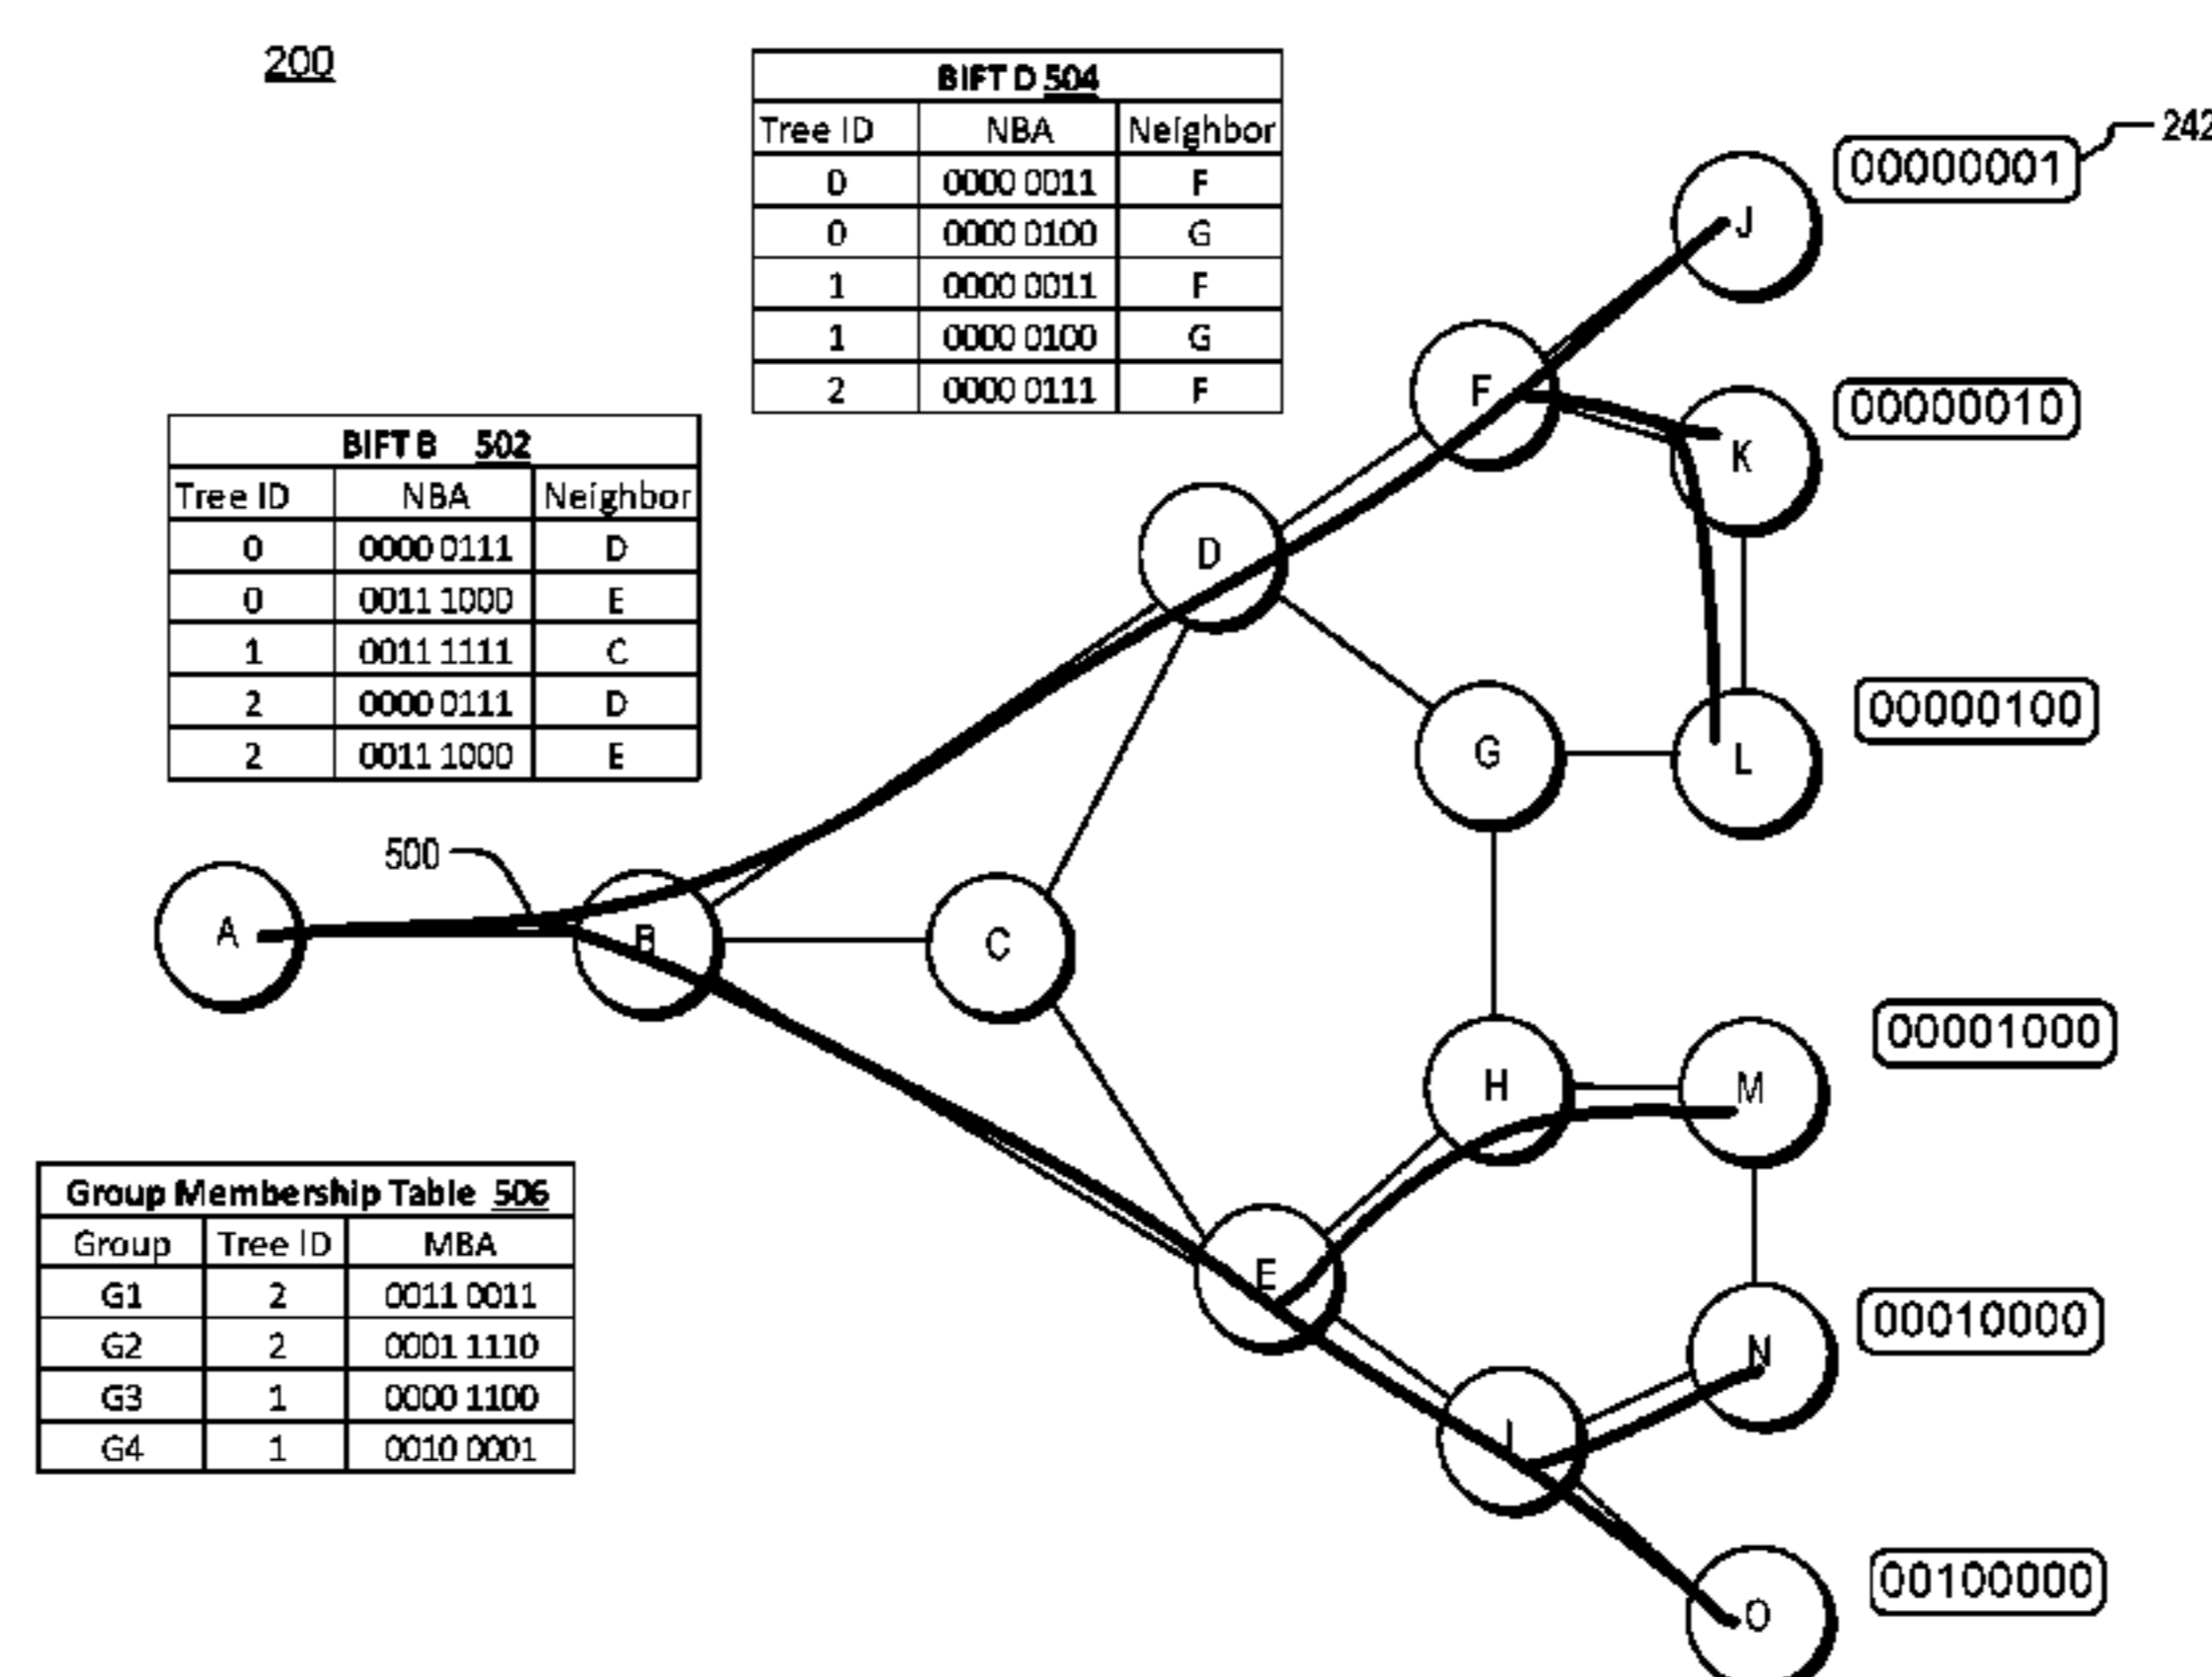 200
BIFT D 504
Tree ID NBA Neighbor
0 0000 0011 F
0 0000 0100 G
1 0000 0011 F
1 0000 0100 G
2 0000 0111 F
BIFT B 502
Tree ID NBA Neighbor
0 0000 0111 D
0 0011 1000 E
1 0011 1111 C
2 0000 0111 D
2 0011 1000 E
242
00000001
J
F
00000010
K
D
00000100
G
L
500
A
B
C
00001000
H
M
Group Membership Table 506
Group Tree ID MBA
G1 2 0011 0011
G2 2 0001 1110
G3 1 0000 1100
G4 1 0010 0001
E
00010000
N
I
00100000
O